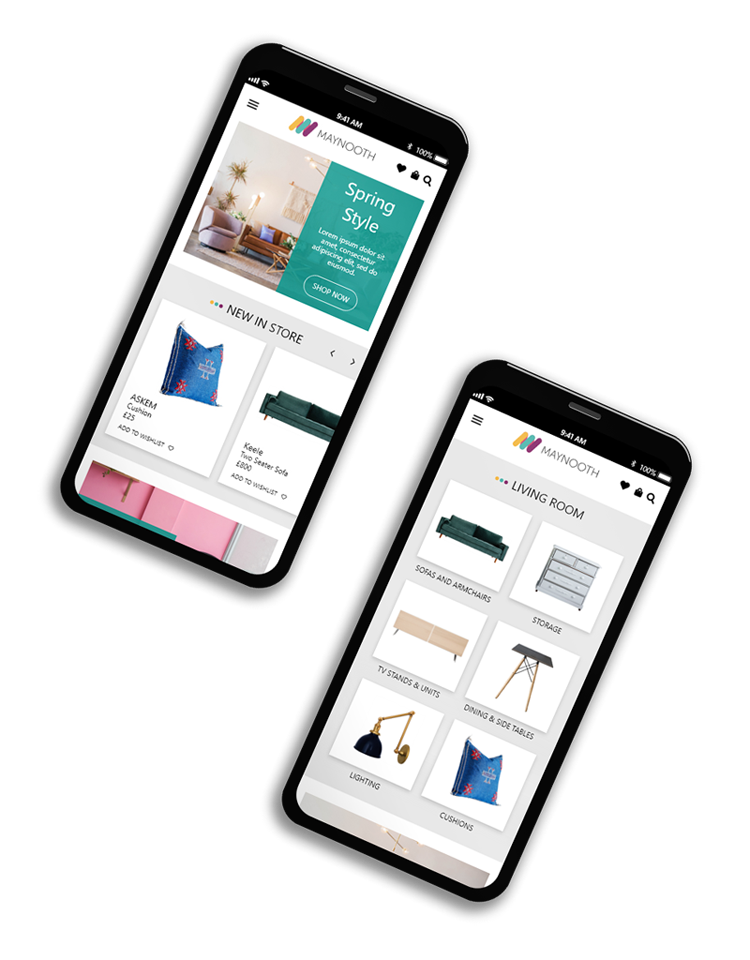 9:41 AM
100%
MAYNOOTH
Spring
Style
Lorem ipsum dolor sit
amet, consectetur
adipiscing elit, sed do
eiusmod.
SHOP NOW
NEW IN STORE
ASKEM
Cushion
£25
ADD TO WISHLIST
Keele
Two Seater Sofa
£800
ADD TO WISHLIST
9:41 AM
100%
MAYNOOTH
LIVING ROOM
SOFAS AND ARMCHAIRS
STORAGE
TV STANDS & UNITS
DINING & SIDE TABLES
LIGHTING
CUSHIONS